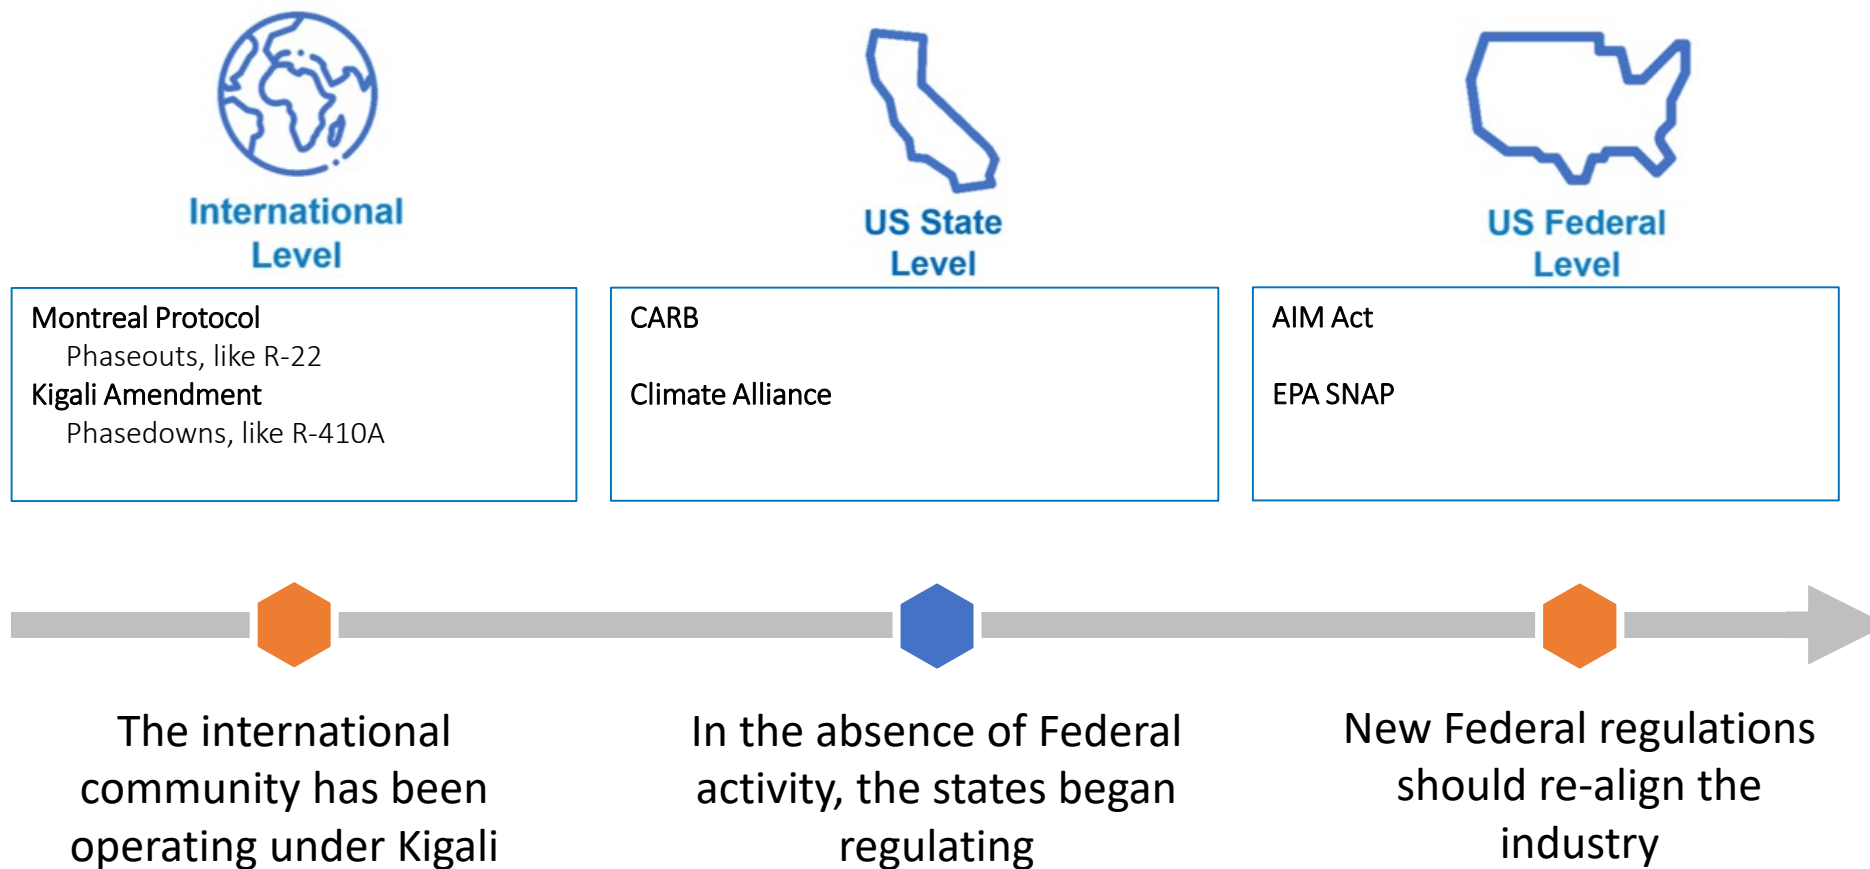 International
Level
Montreal Protocol
Phaseouts, like R-22
Kigali Amendment
Phasedowns, like R-410A
The international
community has been
operating under Kigali
US State
Level
CARB
Climate Alliance
In the absence of Federal
activity, the states began
regulating
US Federal
Level
AIM Act
EPA SNAP
New Federal regulations
should re-align the
industry